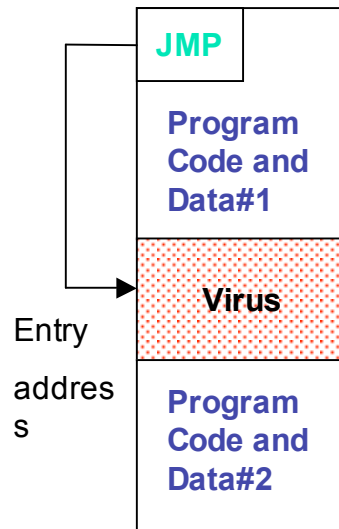 JMP
Program
Code and
Data#1
Virus
Entry
addres
s
Program
Code and
Data#2